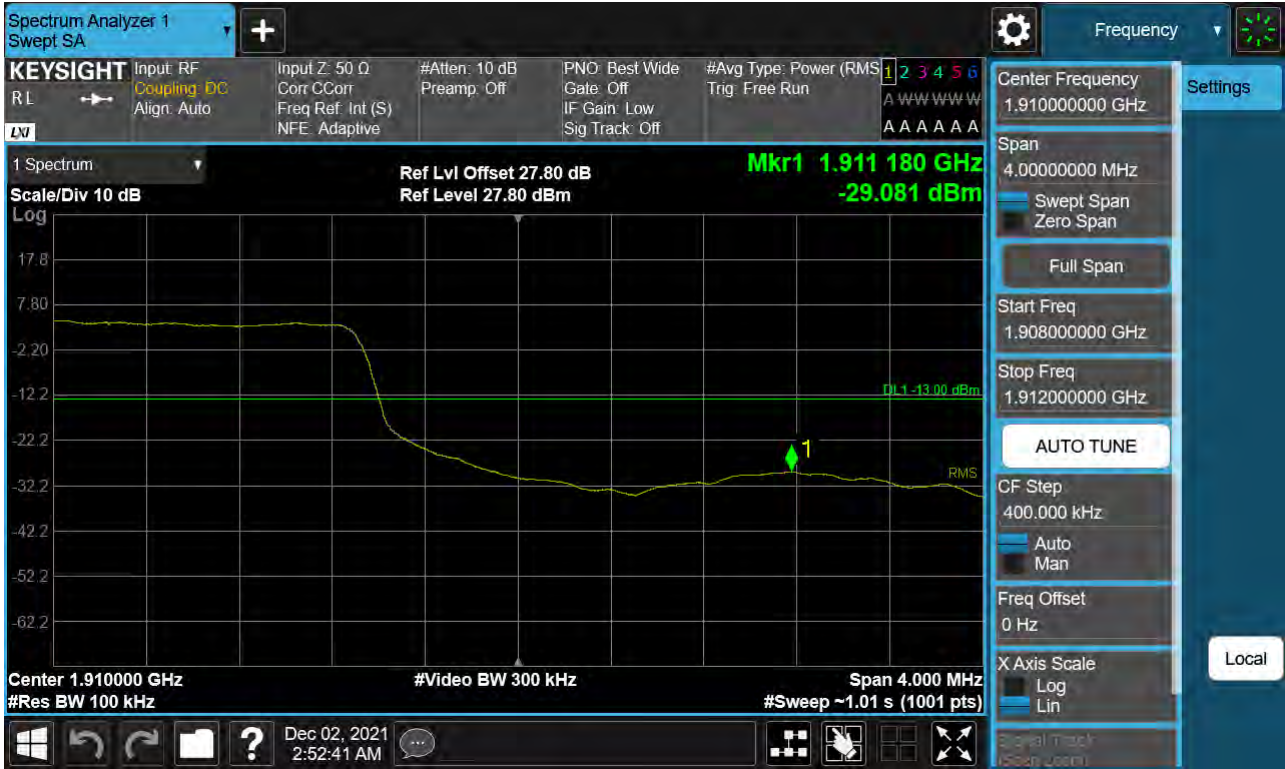 Spectrum Analyzer 1
Swept SA
Frequency
KEYSIGHT
RL
LXI
Input: RF
Coupling: DC
Align: Auto
Input Z: 50 Ω
Corr CCorr
Freq Ref: Int (S)
NFE: Adaptive
#Atten: 10 dB
Preamp: Off
PNO: Best Wide
Gate: Off
IF Gain: Low
Sig Track: Off
#Avg Type: Power (RMS
Trig: Free Run
1 2 3 4 5 6
A W W W W W
A A A A A A
1 Spectrum
Scale/Div 10 dB
Log
Ref Lvl Offset 27.80 dB
Ref Level 27.80 dBm
Mkr1 1.911 180 GHz
-29.081 dBm
17.8
7.80
-2.20
-12.2
-22.2
-32.2
-42.2
-52.2
-62.2
DL1 -13.00 dBm
1
RMS
Center 1.910000 GHz
#Res BW 100 kHz
#Video BW 300 kHz
Span 4.000 MHz
#Sweep ~1.01 s (1001 pts)
Center Frequency
1.910000000 GHz
Settings
Span
4.00000000 MHz
Swept Span
Zero Span
Full Span
Start Freq
1.908000000 GHz
Stop Freq
1.912000000 GHz
AUTO TUNE
CF Step
400.000 kHz
Auto
Man
Freq Offset
0 Hz
X Axis Scale
Log
Lin
Local
Signal Track
(Span Zoom)
Dec 02, 2021
2:52:41 AM